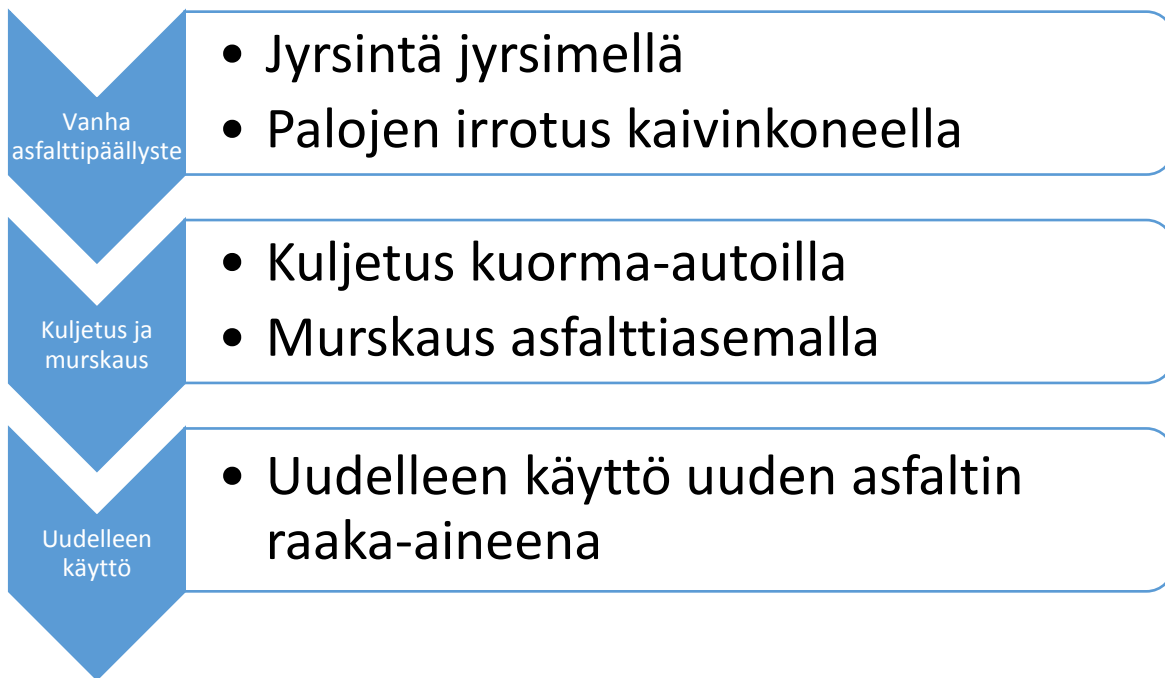 Vanha
asfalttipäällyste
• Jyrsintä jyrsimellä
• Palojen irrotus kaivinkoneella
Kuljetus ja
murskaus
• Kuljetus kuorma-autoilla
• Murskaus asfalttiasemalla
Uudelleen
käyttö
• Uudelleen käyttö uuden asfaltin
raaka-aineena